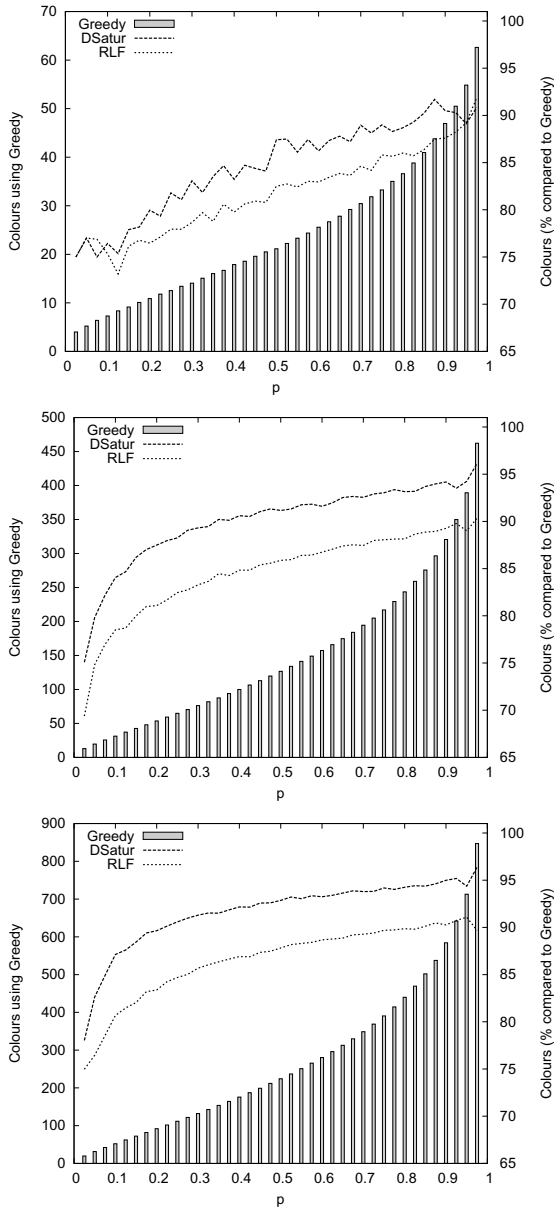 70
60
50
40
30
20
10
0
Colours using Greedy
Greedy
DSatur
RLF
100
95
90
85
80
75
70
65
Colours (% compared to Greedy)
0 0.1 0.2 0.3 0.4 0.5 0.6 0.7 0.8 0.9 1
p
500
450
400
350
300
250
200
150
100
50
0
Colours using Greedy
Greedy
DSatur
RLF
100
95
90
85
80
75
70
65
Colours (% compared to Greedy)
0 0.1 0.2 0.3 0.4 0.5 0.6 0.7 0.8 0.9 1
p
900
800
700
600
500
400
300
200
100
0
Colours using Greedy
Greedy
DSatur
RLF
100
95
90
85
80
75
70
65
Colours (% compared to Greedy)
0 0.1 0.2 0.3 0.4 0.5 0.6 0.7 0.8 0.9 1
p